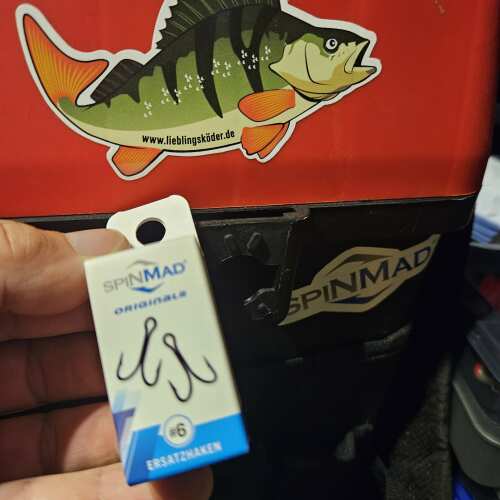 www.lieblingsköder.de
SPINMAD®
SPINMAD
ORIGINALS
#6
ERSATZHAKEN